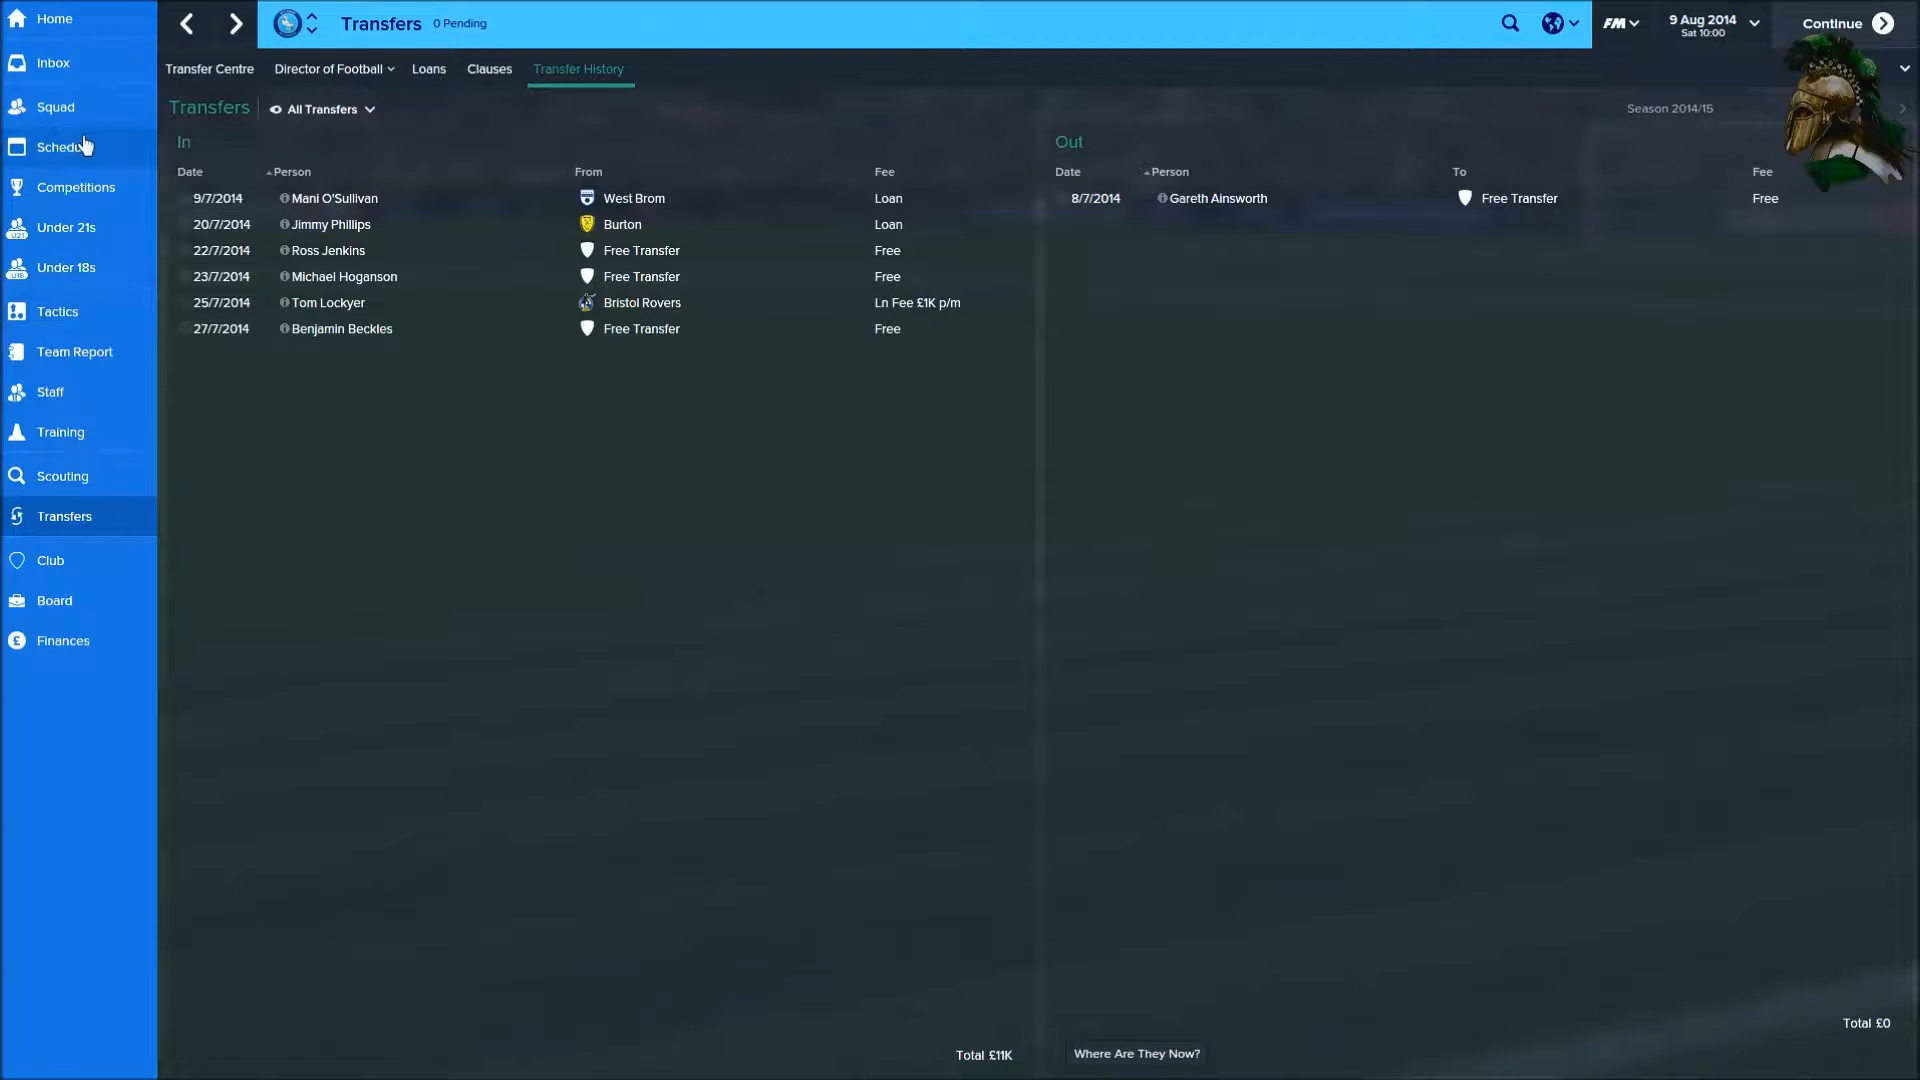 Home
Inbox
Squad
Schedu
Competitions
Under 21s
Under 18s
Tactics
Team Report
Staff
Training
Scouting
Transfers
Club
Board
Finances
Transfers 0 Pending
FM
9 Aug 2014
Sat 10:00
Continue
Transfer Centre Director of Football Loans Clauses Transfer History
Transfers All Transfers Season 2014/15
In
Date Person From Fee
9/7/2014 Mani O'Sullivan West Brom Loan
20/7/2014 Jimmy Phillips Burton Loan
22/7/2014 Ross Jenkins Free Transfer Free
23/7/2014 Michael Hoganson Free Transfer Free
25/7/2014 Tom Lockyer Bristol Rovers Ln Fee £1K p/m
27/7/2014 Benjamin Beckles Free Transfer Free
Total £11K
Out
Date Person To Fee
8/7/2014 Gareth Ainsworth Free Transfer Free
Total £0
Where Are They Now?